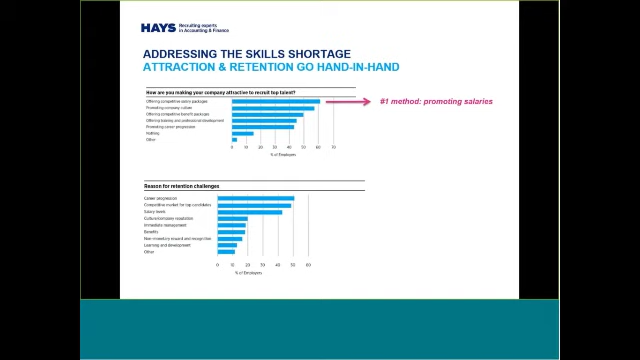 HAYS Recruiting experts
in Accounting & Finance
ADDRESSING THE SKILLS SHORTAGE
ATTRACTION & RETENTION GO HAND-IN-HAND
How are you making your company attractive to recruit top talent?
Offering competitive salary packages
#1 method: promoting salaries
Promoting company culture
Offering competitive benefit packages
Offering training and professional development
Promoting career progression
Nothing
Other
0 10 20 30 40 50 60 70
% of Employers
Reason for retention challenges
Career progression
Competitive market for top candidates
Salary levels
Culture/company reputation
Immediate management
Benefits
Non-monetary reward and recognition
Learning and development
Other
0 10 20 30 40 50 60
% of Employers